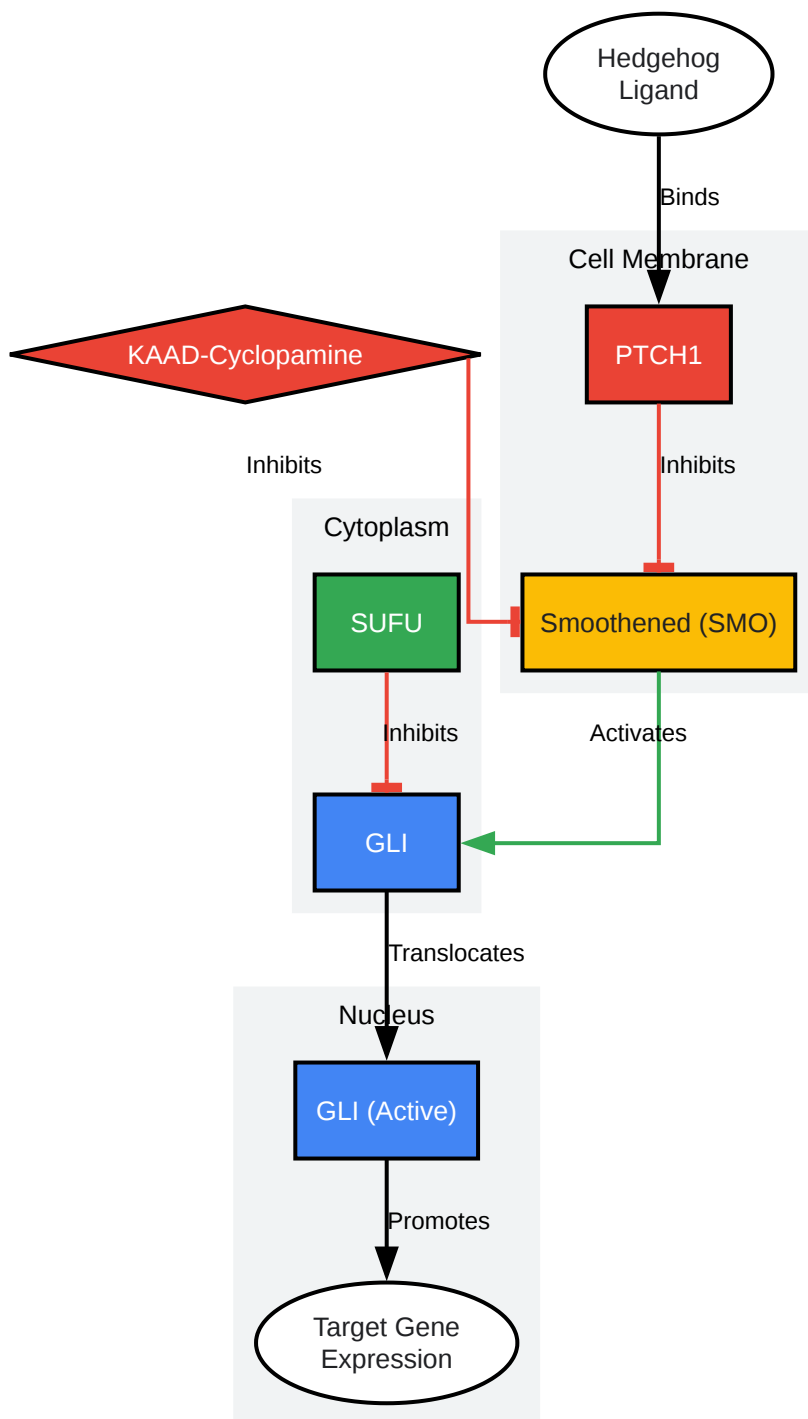 Hedgehog
Ligand
Binds
Cell Membrane
KAAD-Cyclopamine
PTCH1
Inhibits
Inhibits
Cytoplasm
SUFU
Smoothened (SMO)
Inhibits
Activates
GLI
Translocates
Nucleus
GLI (Active)
Promotes
Target Gene
Expression